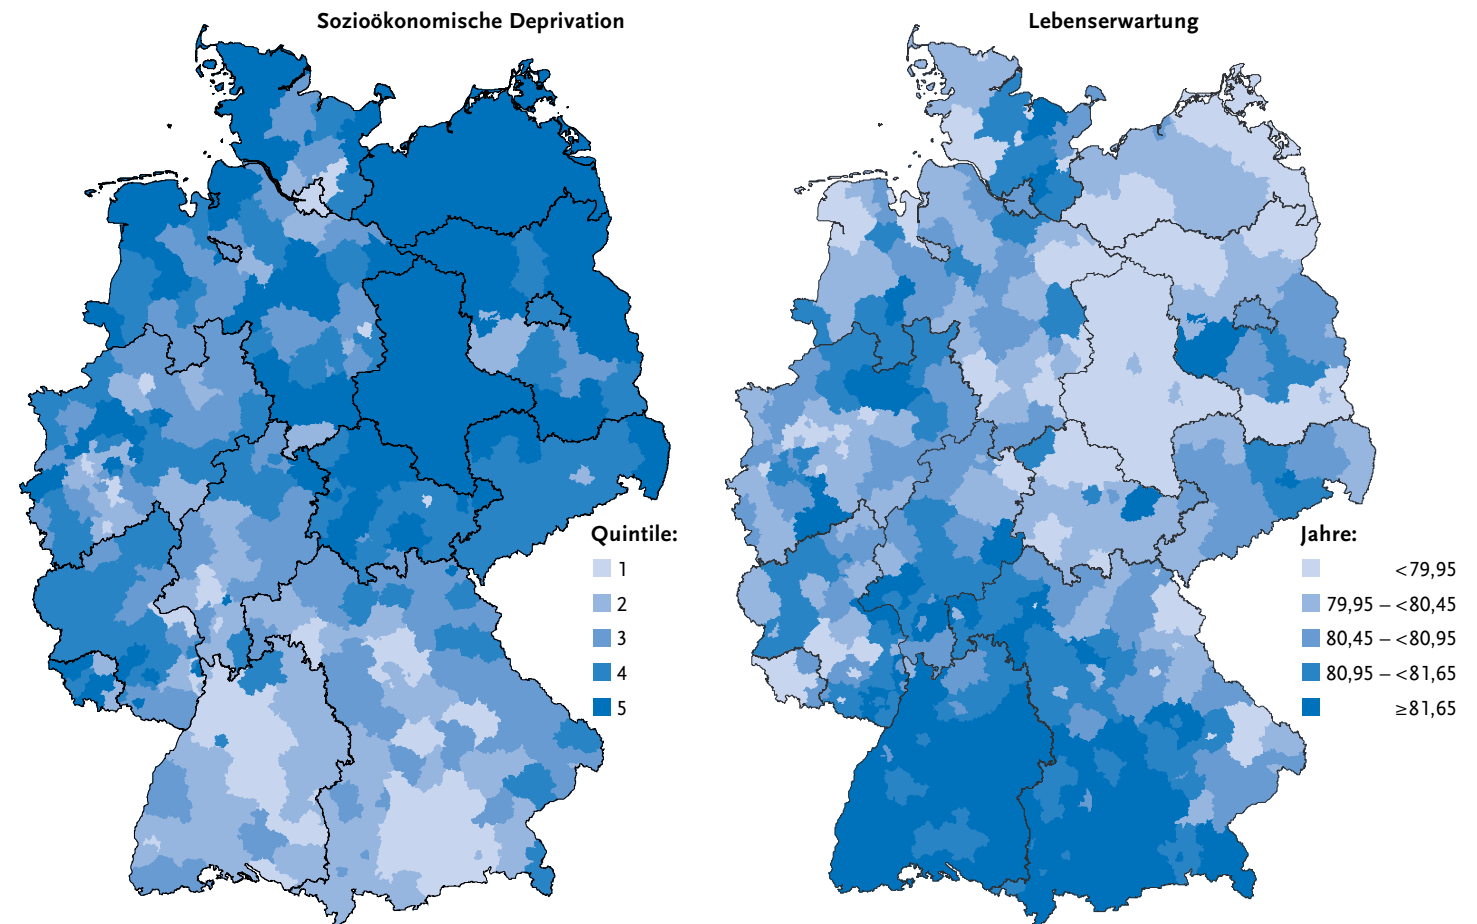 Sozioökonomische Deprivation
Lebenserwartung
Quintile:
1
2
3
4
5
Jahre:
<79,95
79,95 – <80,45
80,45 – <80,95
80,95 – <81,65
≥81,65